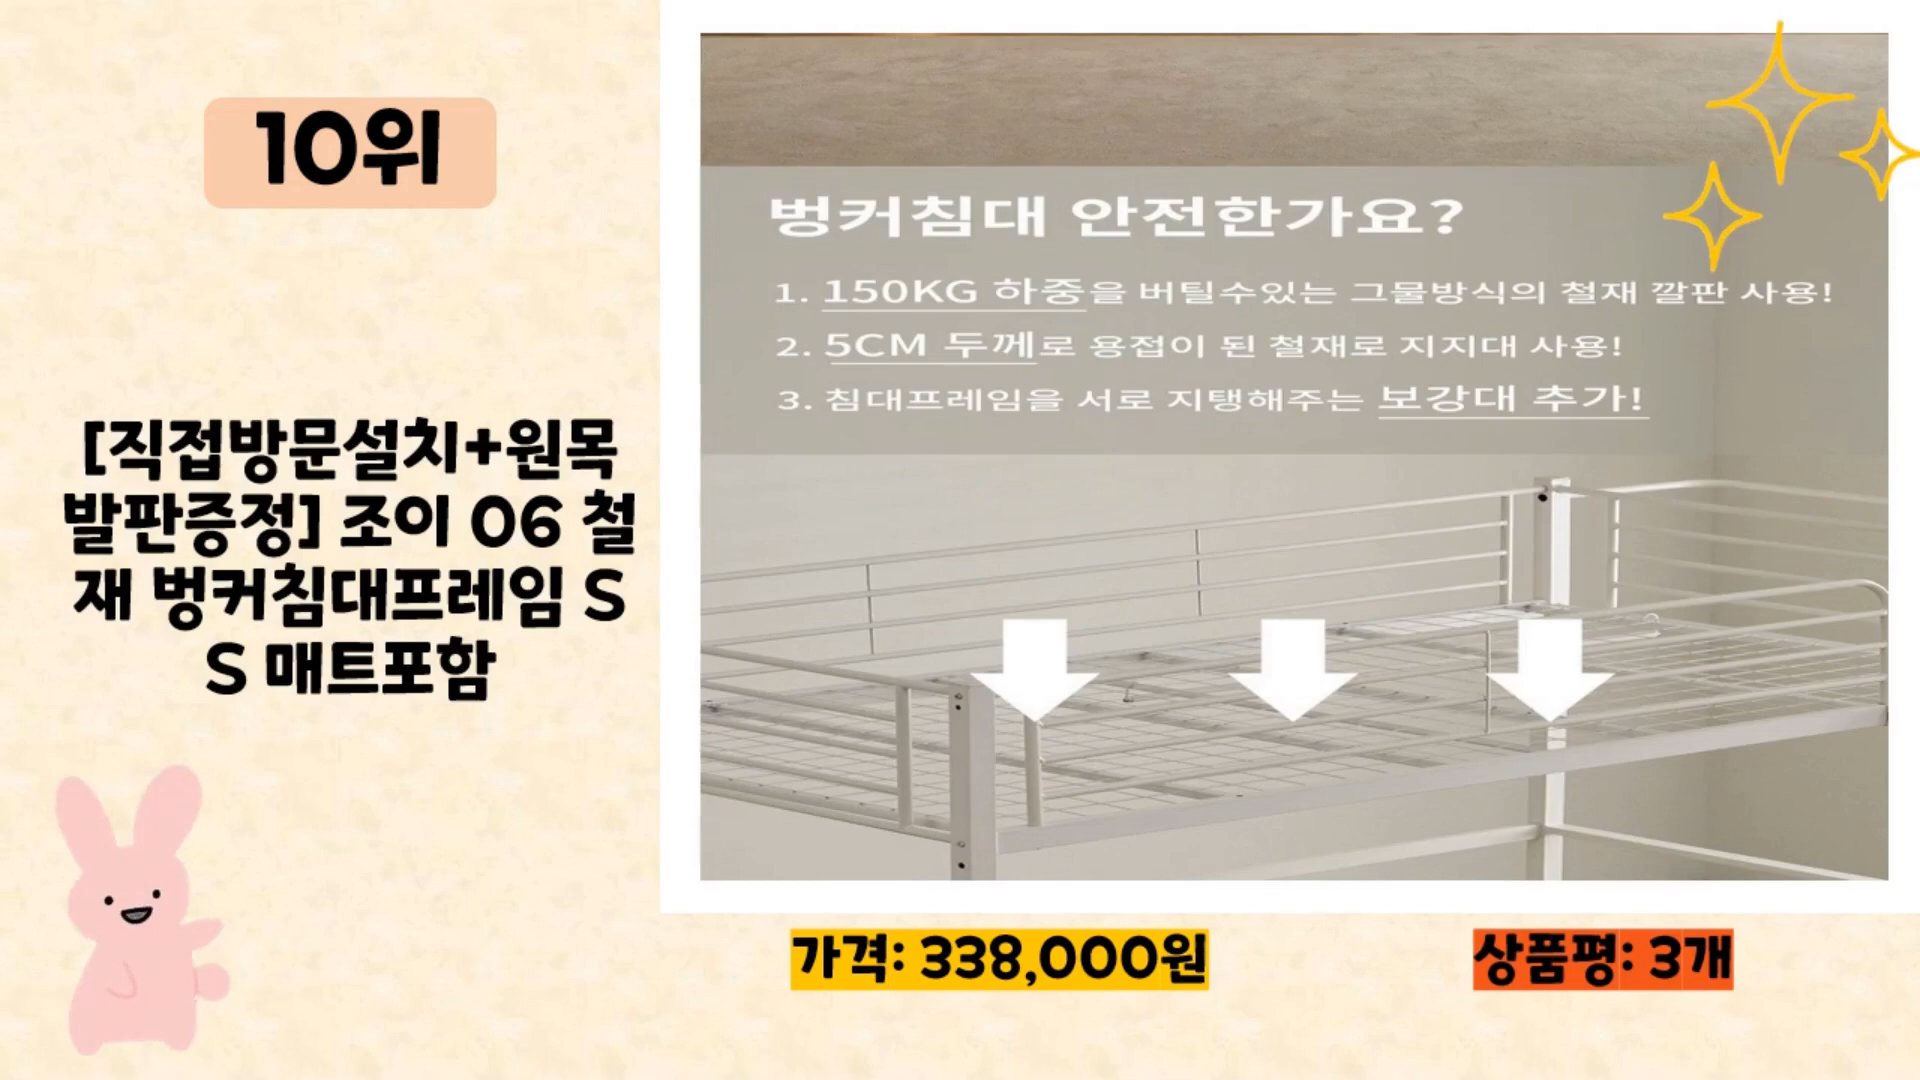 10위
[직접방문설치+원목
발판증정] 조이 06 철
재 벙커침대프레임 S
S 매트포함
벙커침대 안전한가요?
1. 150KG 하중을 버틸수있는 그물방식의 철재 깔판 사용!
2. 5CM 두께로 용접이 된 철재로 지지대 사용!
3. 침대프레임을 서로 지탱해주는 보강대 추가!
가격: 338,000원
상품평: 3개